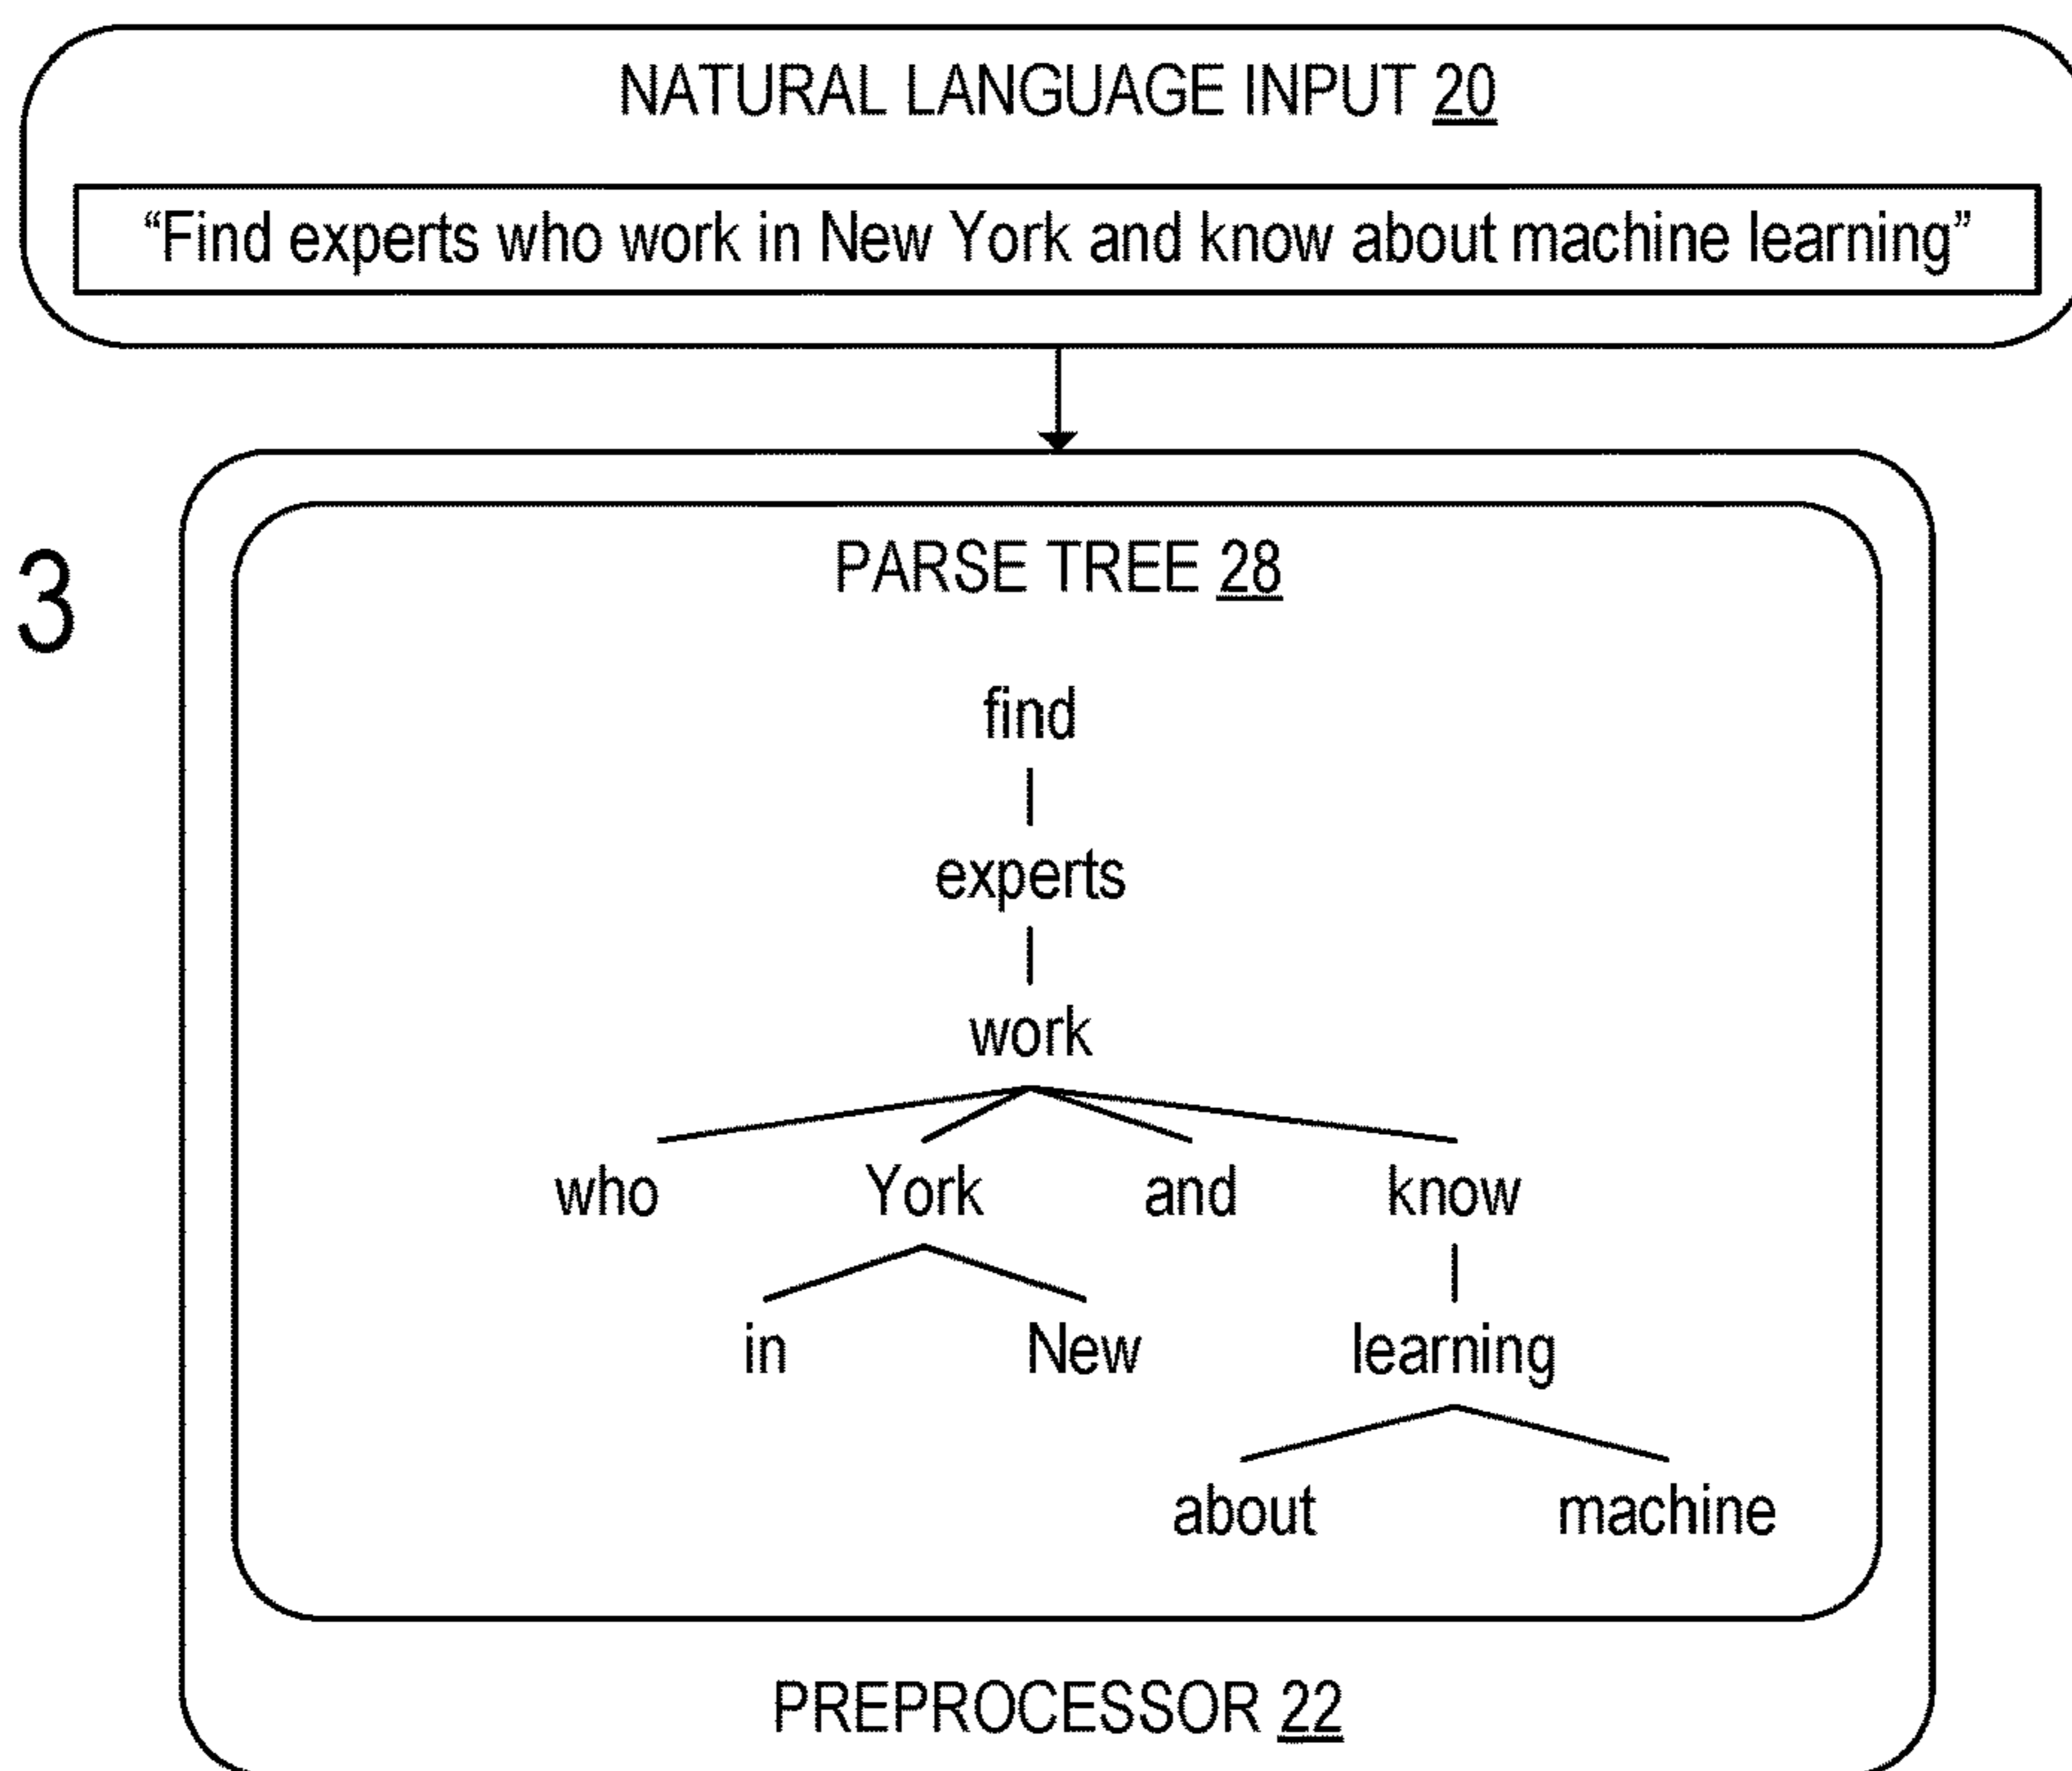 NATURAL LANGUAGE INPUT 20
“Find experts who work in New York and know about machine learning”
3
PARSE TREE 28
find
experts
work
who York and know
in New learning
about machine
PREPROCESSOR 22